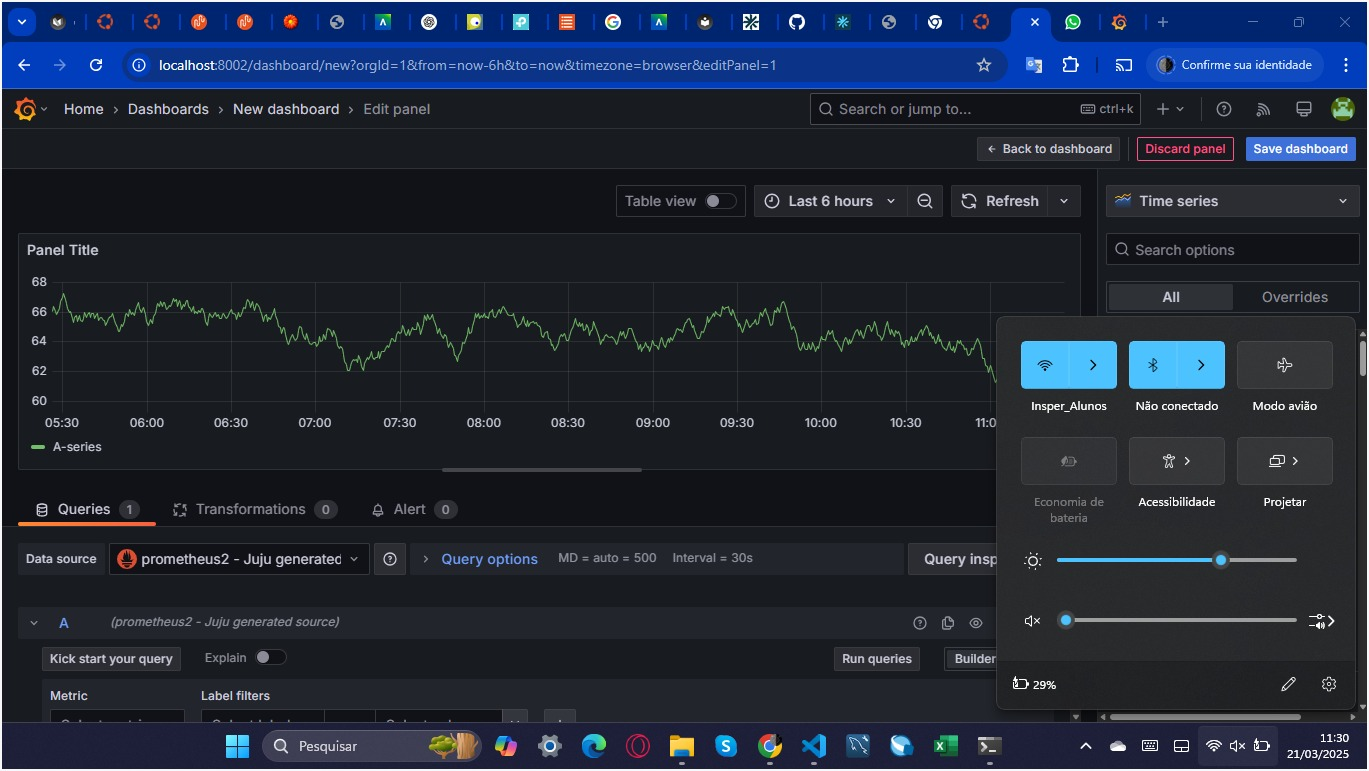 localhost:8002/dashboard/new?orgId=1&from=now-6h&to=now&timezone=browser&editPanel=1
Confirme sua identidade
Home › Dashboards › New dashboard › Edit panel
Search or jump to...
ctrl+k
Back to dashboard
Discard panel
Save dashboard
Table view
Last 6 hours
Refresh
Time series
Panel Title
Search options
All
Overrides
68
66
64
62
60
05:30 06:00 06:30 07:00 07:30 08:00 08:30 09:00 09:30 10:00 10:30 11:0
A-series
Insper_Alunos
Não conectado
Modo avião
Economia de
bateria
Acessibilidade
Projetar
Queries 1
Transformations 0
Alert 0
Data source
prometheus2 - Juju generated
Query options
MD = auto = 500
Interval = 30s
Query insp
A
(prometheus2 - Juju generated source)
Kick start your query
Explain
Run queries
Builder
29%
Metric
Label filters
Pesquisar
11:30
21/03/2025